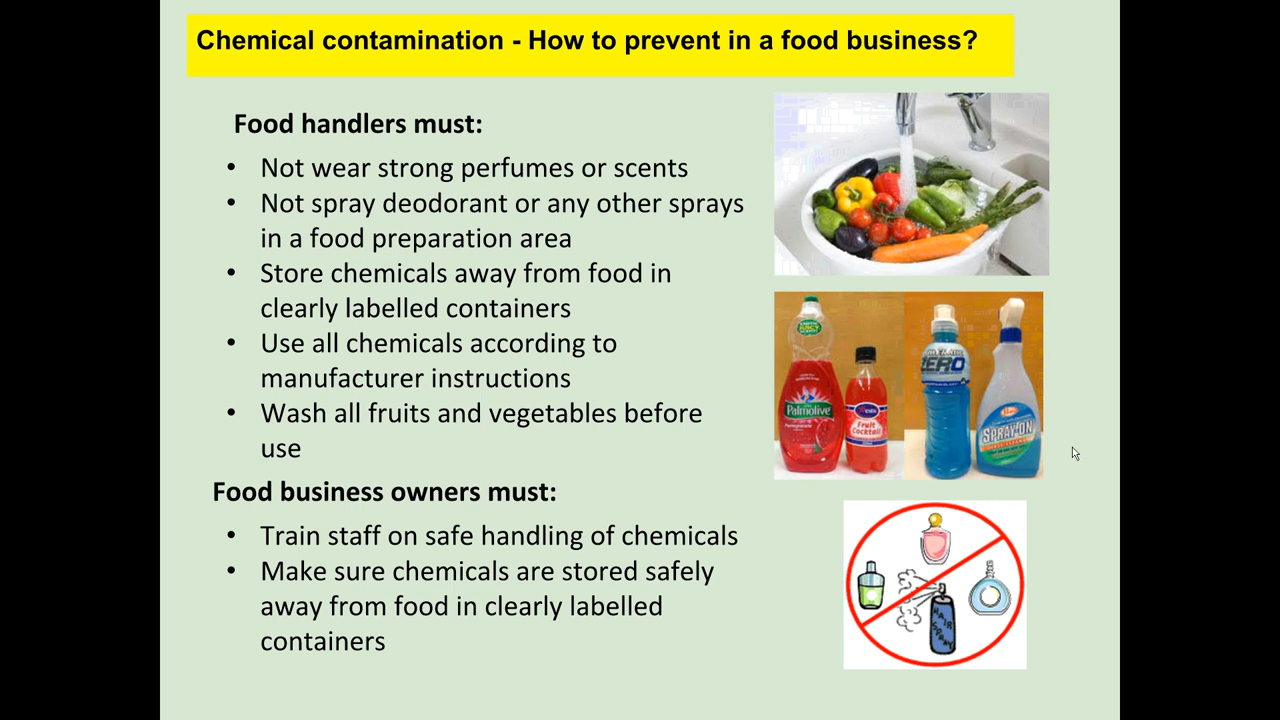 Chemical contamination - How to prevent in a food business?
Food handlers must:
• Not wear strong perfumes or scents
• Not spray deodorant or any other sprays
in a food preparation area
• Store chemicals away from food in
clearly labelled containers
• Use all chemicals according to
manufacturer instructions
• Wash all fruits and vegetables before
use
Food business owners must:
• Train staff on safe handling of chemicals
• Make sure chemicals are stored safely
away from food in clearly labelled
containers
Palmolive
Fruit
Cocktail
ZERO
SPRAY ON
HAIR
SPRAY